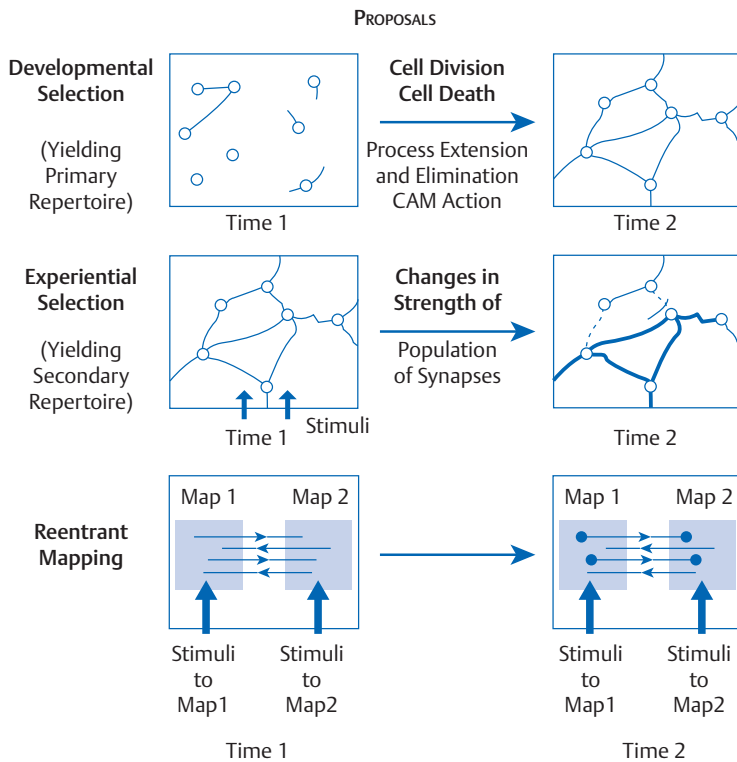 PROPOSALS
Developmental
Selection
(Yielding
Primary
Repertoire)
Time 1
Cell Division
Cell Death
Process Extension
and Elimination
CAM Action
Time 2
Experiential
Selection
(Yielding
Secondary
Repertoire)
Stimuli
Time 1
Changes in
Strength of
Population
of Synapses
Time 2
Reentrant
Mapping
Map 1
Map 2
Stimuli
to
Map1
Stimuli
to
Map2
Time 1
Map 1
Map 2
Stimuli
to
Map1
Stimuli
to
Map2
Time 2